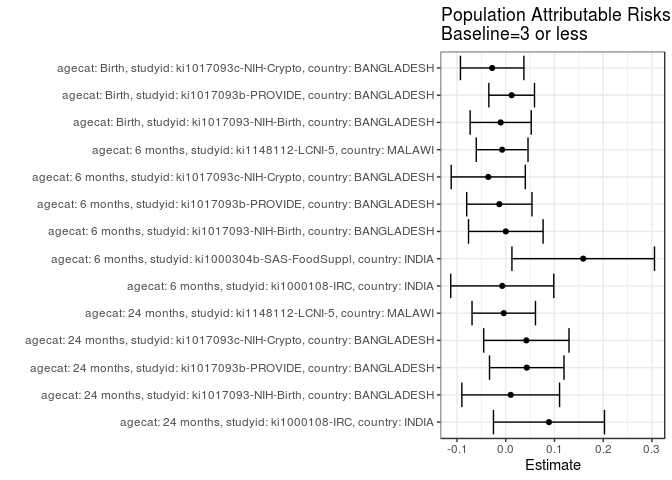 Population Attributable Risks
Baseline=3 or less
agecat: Birth, studyid: ki1017093c-NIH-Crypto, country: BANGLADESH
agecat: Birth, studyid: ki1017093b-PROVIDE, country: BANGLADESH
agecat: Birth, studyid: ki1017093-NIH-Birth, country: BANGLADESH
agecat: 6 months, studyid: ki1148112-LCNI-5, country: MALAWI
agecat: 6 months, studyid: ki1017093c-NIH-Crypto, country: BANGLADESH
agecat: 6 months, studyid: ki1017093b-PROVIDE, country: BANGLADESH
agecat: 6 months, studyid: ki1017093-NIH-Birth, country: BANGLADESH
agecat: 6 months, studyid: ki1000304b-SAS-FoodSuppl, country: INDIA
agecat: 6 months, studyid: ki1000108-IRC, country: INDIA
agecat: 24 months, studyid: ki1148112-LCNI-5, country: MALAWI
agecat: 24 months, studyid: ki1017093c-NIH-Crypto, country: BANGLADESH
agecat: 24 months, studyid: ki1017093b-PROVIDE, country: BANGLADESH
agecat: 24 months, studyid: ki1017093-NIH-Birth, country: BANGLADESH
agecat: 24 months, studyid: ki1000108-IRC, country: INDIA
-0.1 0.0 0.1 0.2 0.3
Estimate